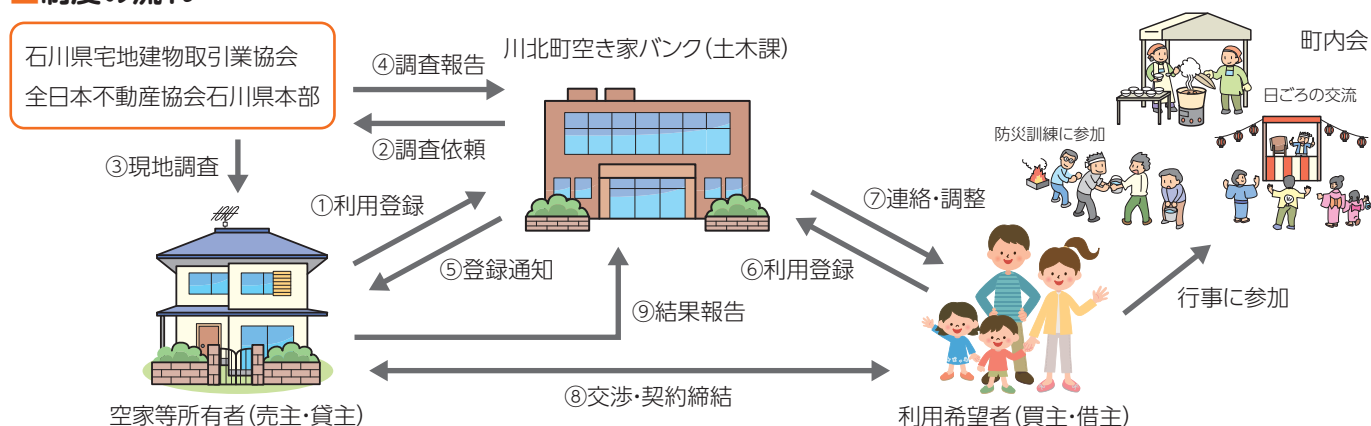 ■制度の流れ
石川県宅地建物取引業協会
全日本不動産協会石川県本部
④調査報告
川北町空き家バンク(土木課)
町内会
②調査依頼
日ごろの交流
防災訓練に参加
③現地調査
①利用登録
⑦連絡・調整
⑤登録通知
⑥利用登録
行事に参加
⑨結果報告
⑧交渉・契約締結
空家等所有者(売主・貸主)
利用希望者(買主・借主)